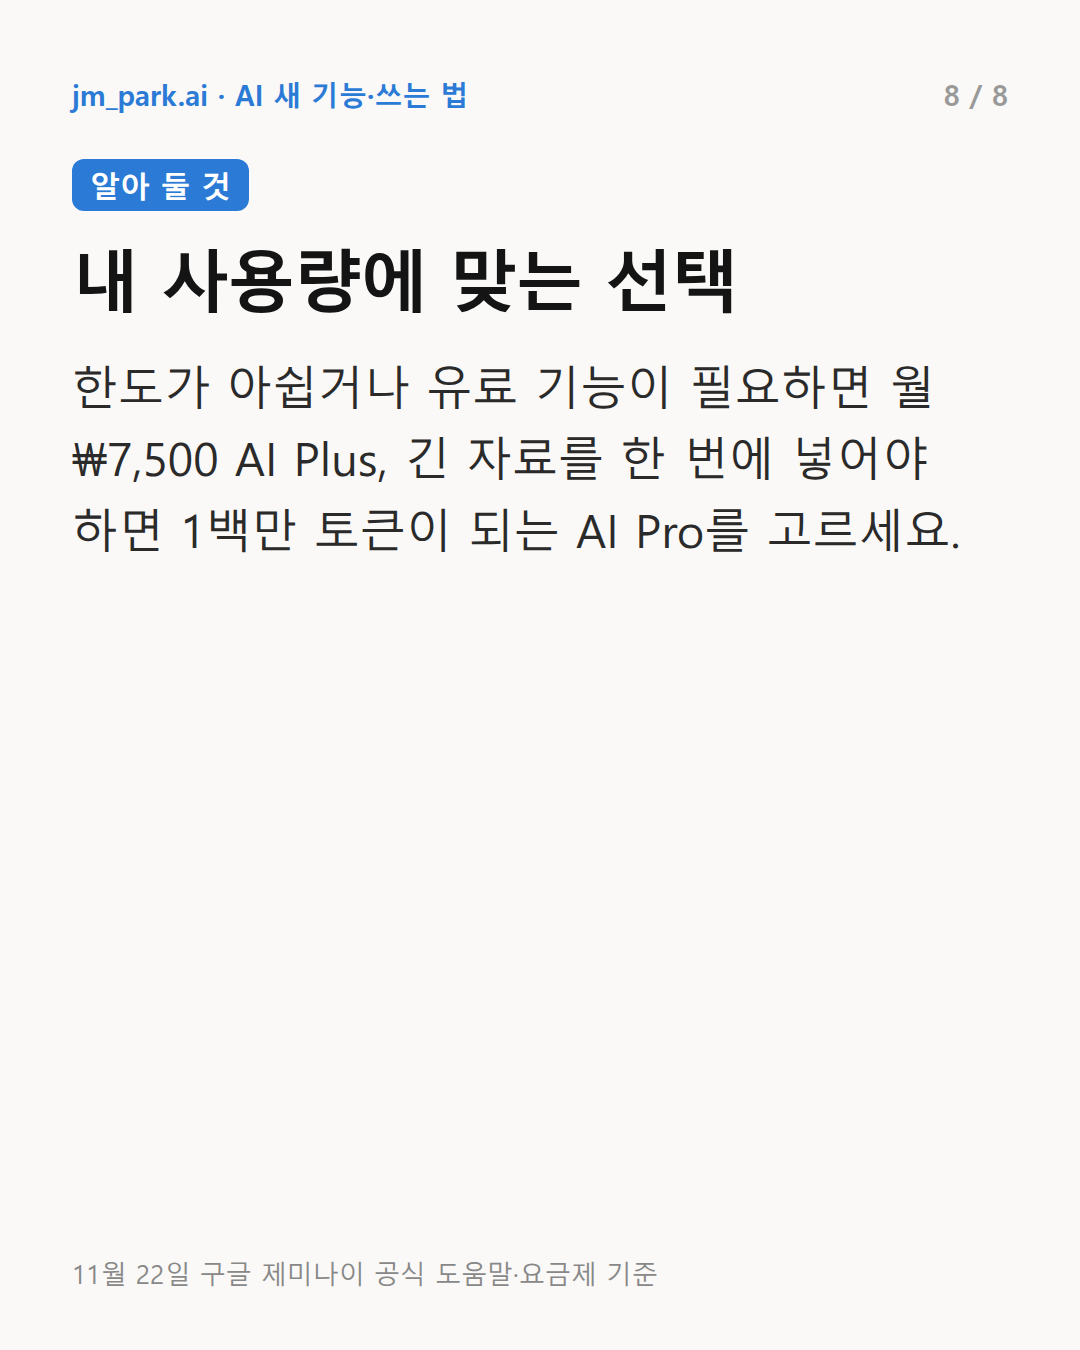 jm_park.ai · AI 새 기능·쓰는 법
8 / 8
알아 둘 것
내 사용량에 맞는 선택
한도가 아쉽거나 유료 기능이 필요하면 월
₩7,500 AI Plus, 긴 자료를 한 번에 넣어야
하면 1백만 토큰이 되는 AI Pro를 고르세요.
11월 22일 구글 제미나이 공식 도움말·요금제 기준